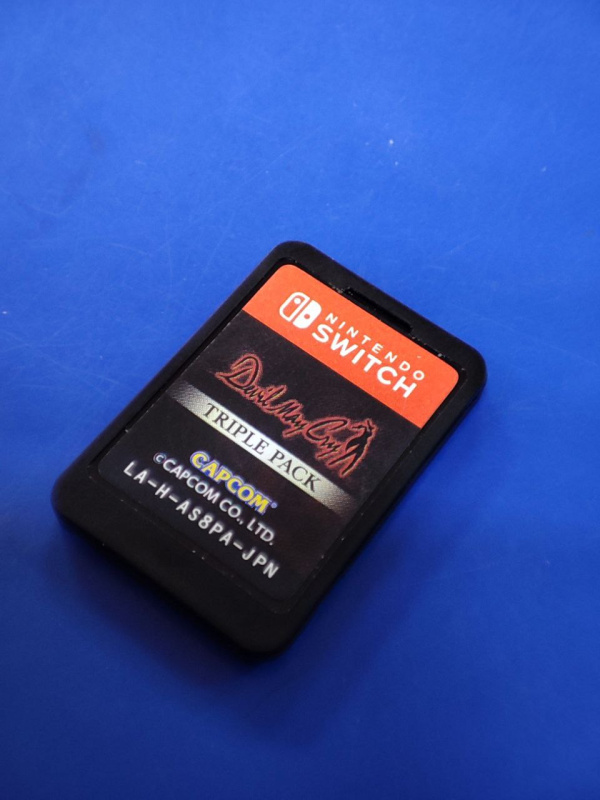 NINTENDO
SWITCH
Devil May Cry
TRIPLE PACK
CAPCOM®
©CAPCOM CO., LTD.
LA-H-AS8PA-JPN